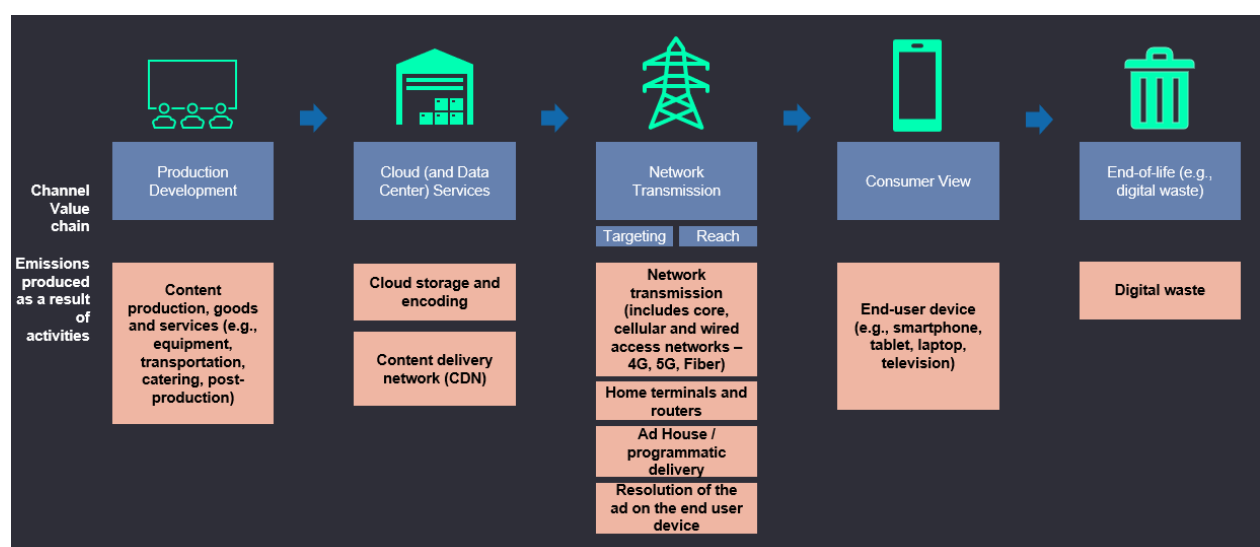 Channel
Value
chain
Production
Development
Cloud (and Data
Center) Services
Network
Transmission
Targeting
Reach
Consumer View
End-of-life (e.g.,
digital waste)
Emissions
produced
as a result
of
activities
Content
production, goods
and services (e.g.,
equipment,
transportation,
catering, post-
production)
Cloud storage and
encoding
Content delivery
network (CDN)
Network
transmission
(includes core,
cellular and wired
access networks –
4G, 5G, Fiber)
Home terminals and
routers
Ad House /
programmatic
delivery
Resolution of the
ad on the end user
device
End-user device
(e.g., smartphone,
tablet, laptop,
television)
Digital waste